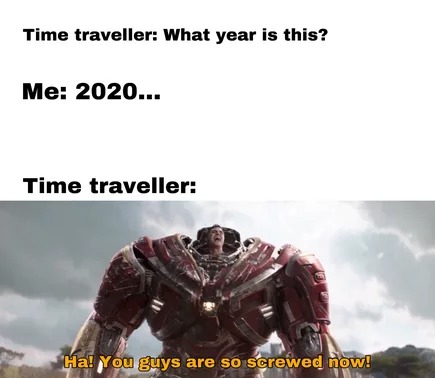 Time traveller: What year is this?
Me: 2020...
Time traveller:
Ha! You guys are so screwed now!